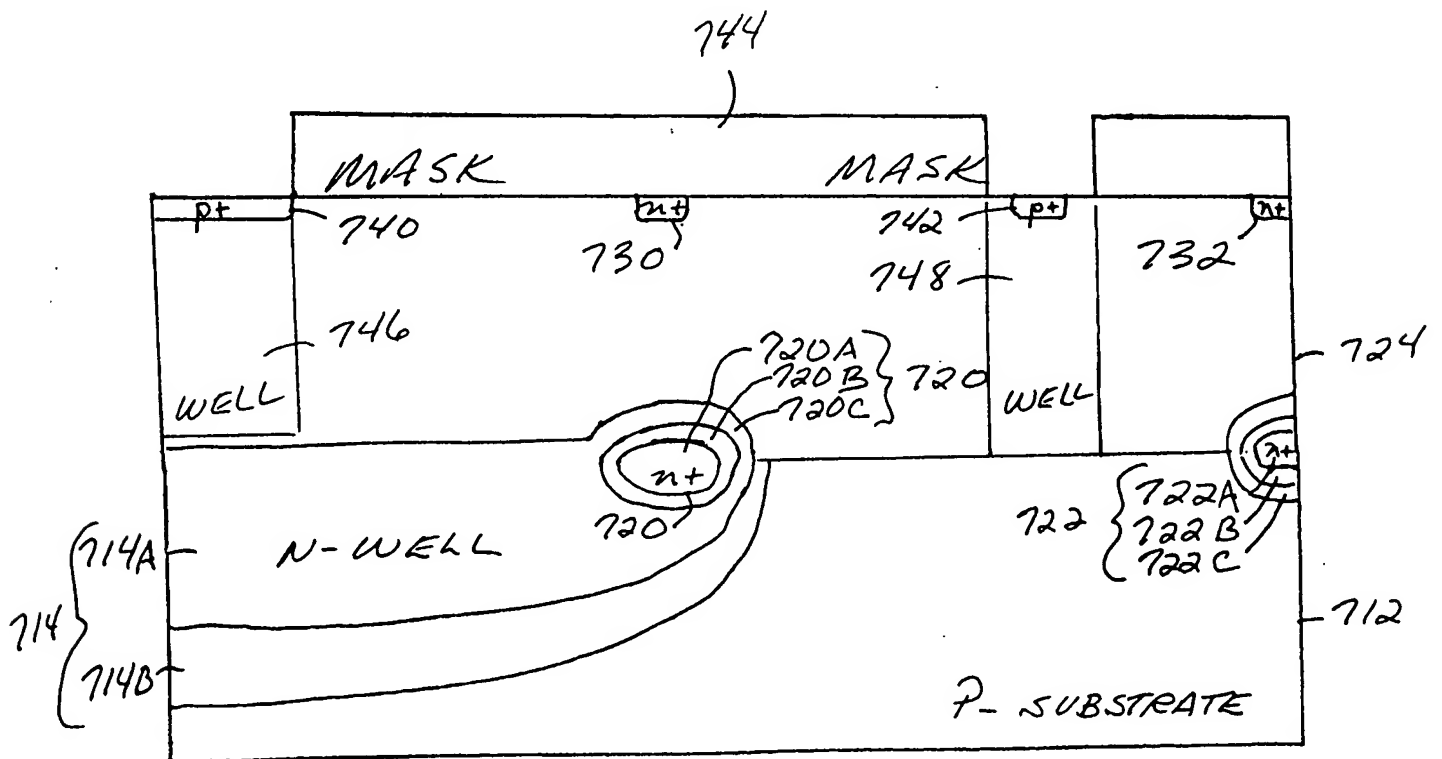 744
MASK MASK
p+ 740 n+ 742 p+ n+
730 748 732
746 720A
720B } 720 724
WELL 720C WELL
n+ n+
720 722 { 722A
722B
722C
714A N-WELL
714 { 712
714B
P- SUBSTRATE